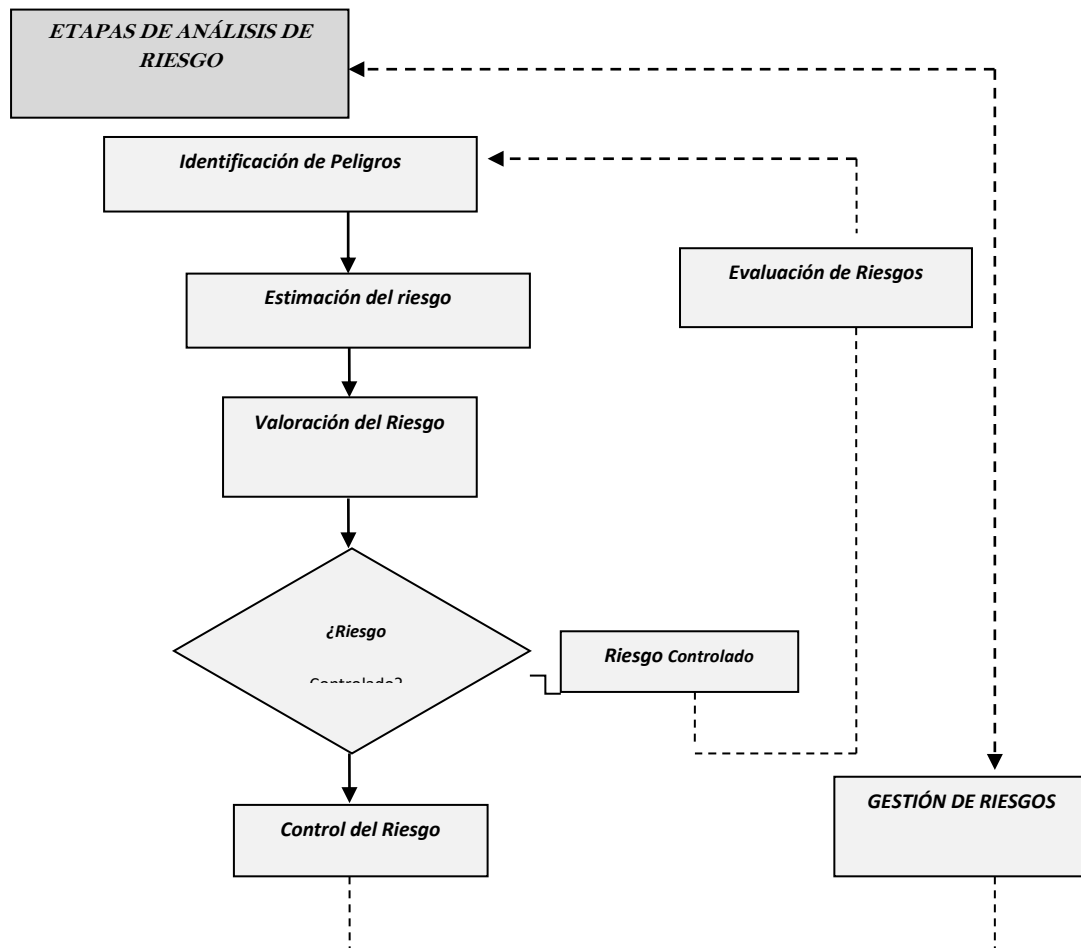 ETAPAS DE ANÁLISIS DE
RIESGO
Identificación de Peligros
Estimación del riesgo
Evaluación de Riesgos
Valoración del Riesgo
¿Riesgo
Controlado?
Riesgo Controlado
GESTIÓN DE RIESGOS
Control del Riesgo